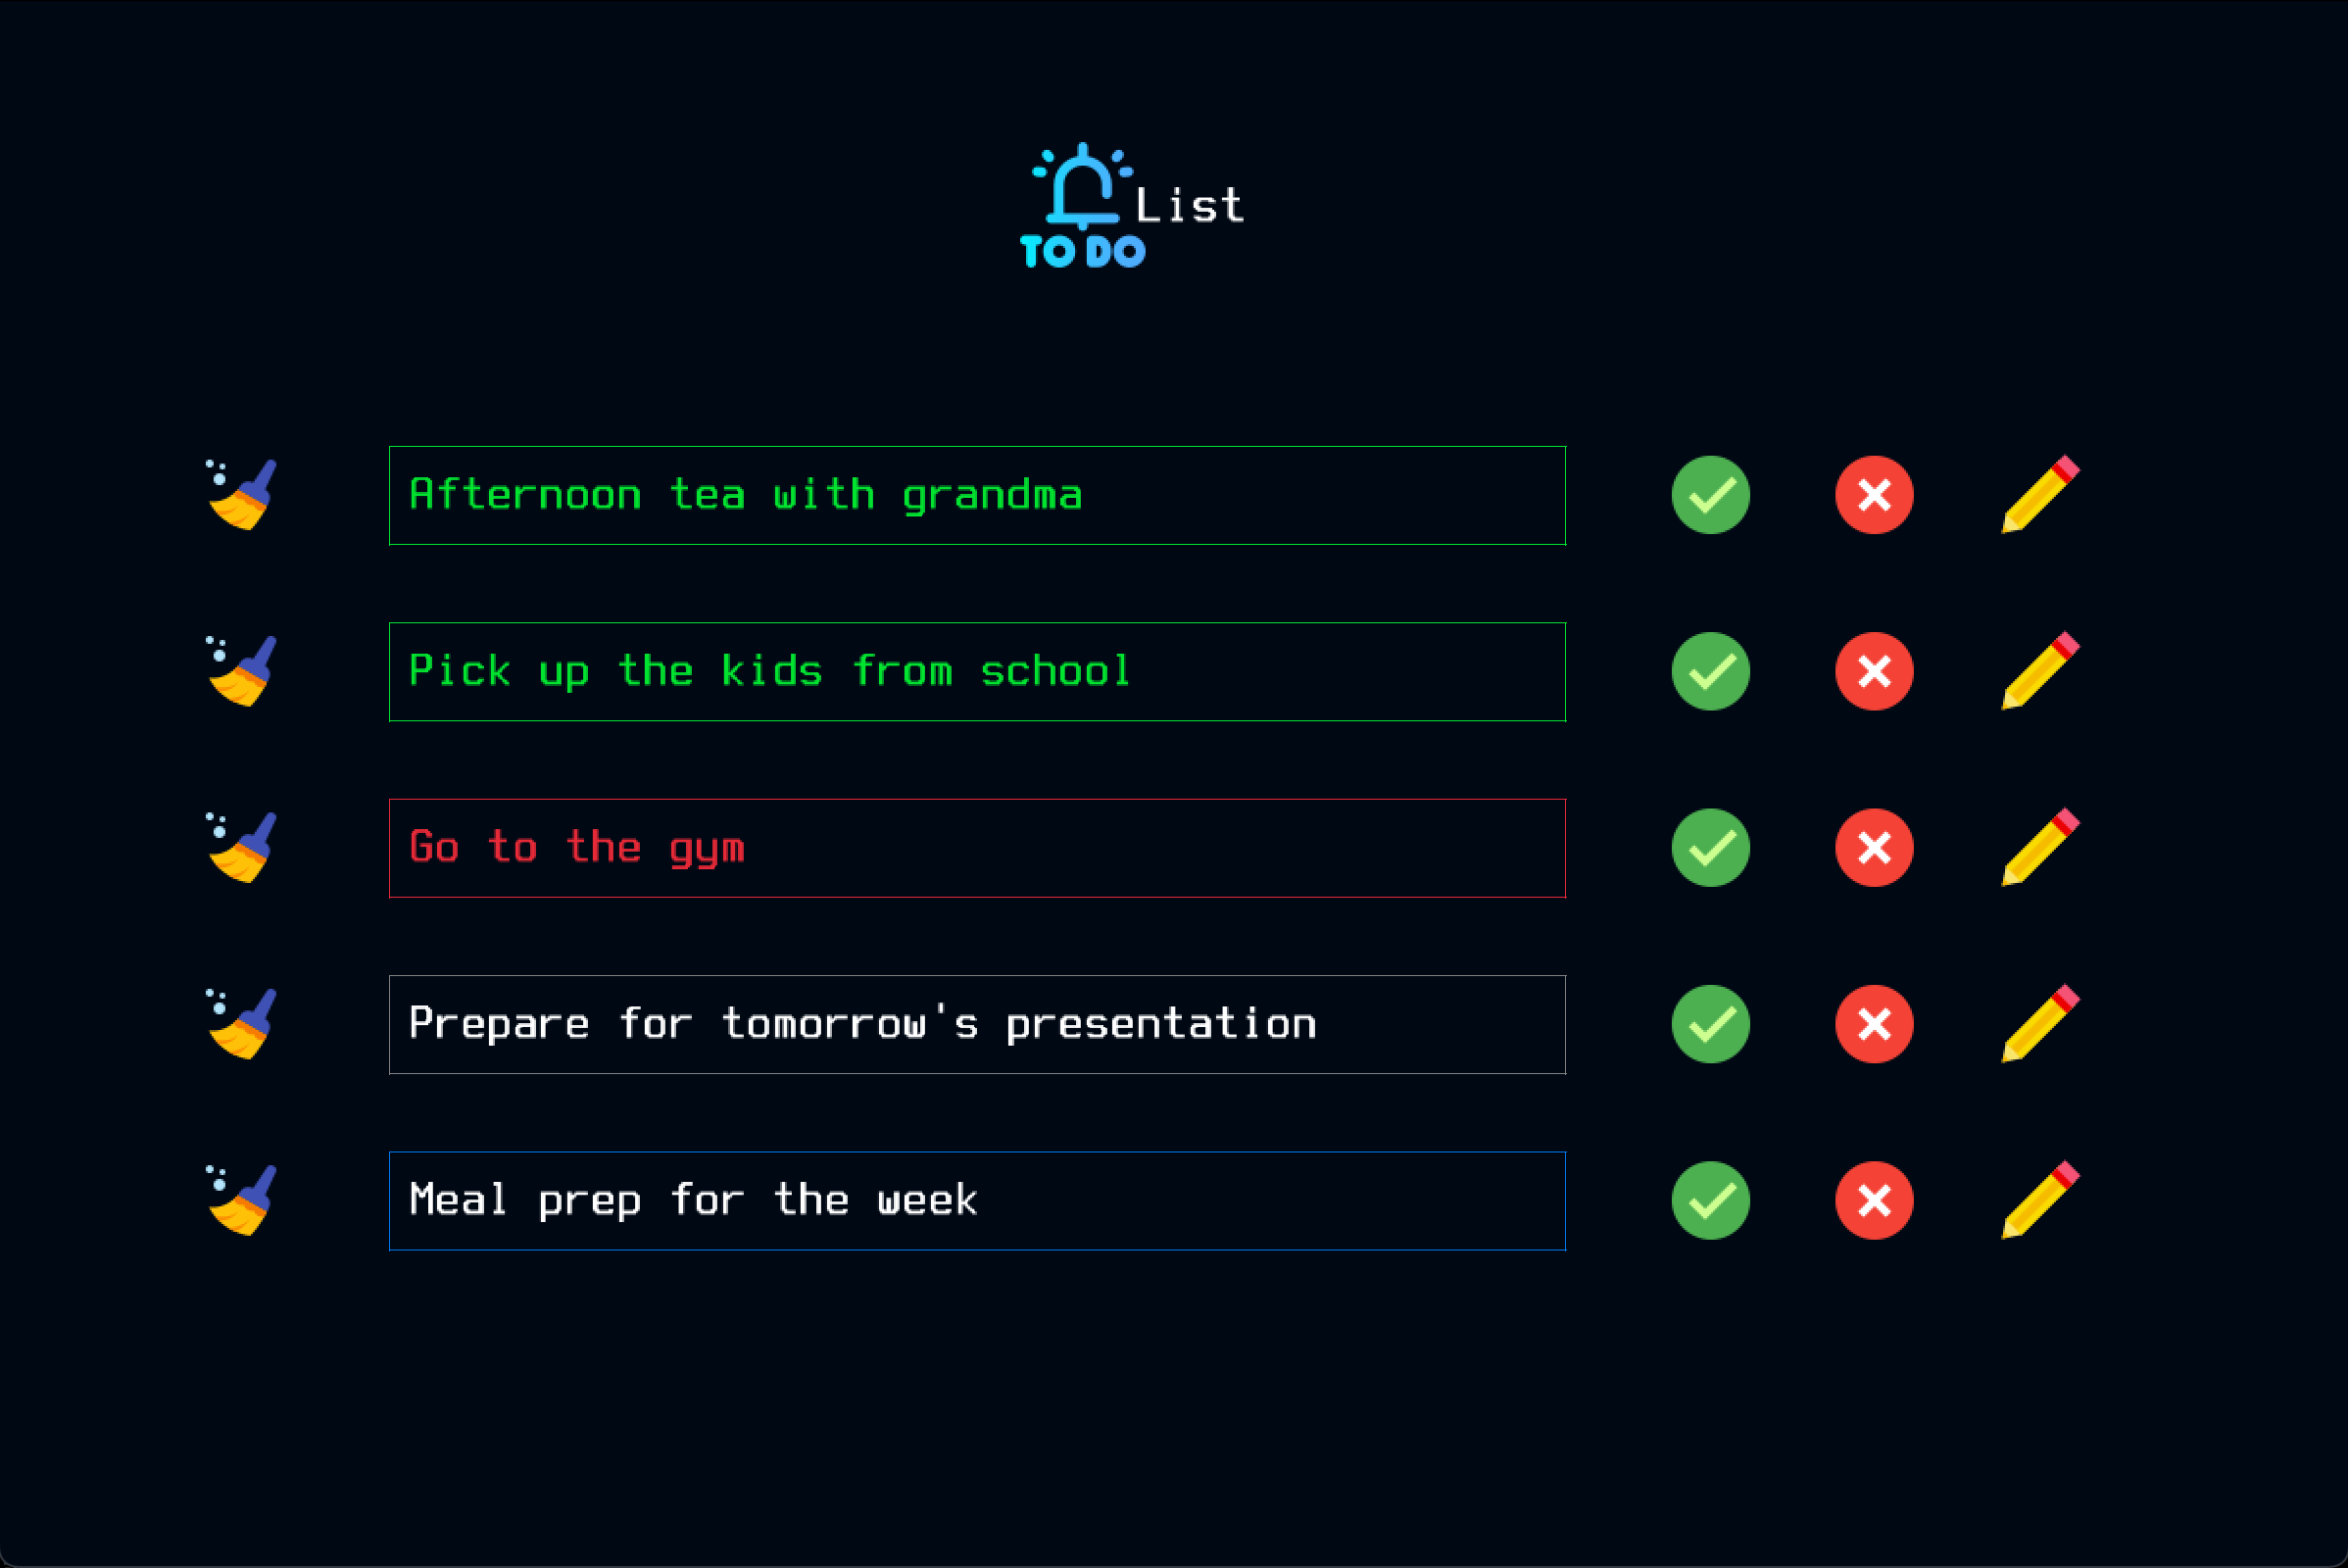 List
TO DO
Afternoon tea with grandma
Pick up the kids from school
Go to the gym
Prepare for tomorrow's presentation
Meal prep for the week